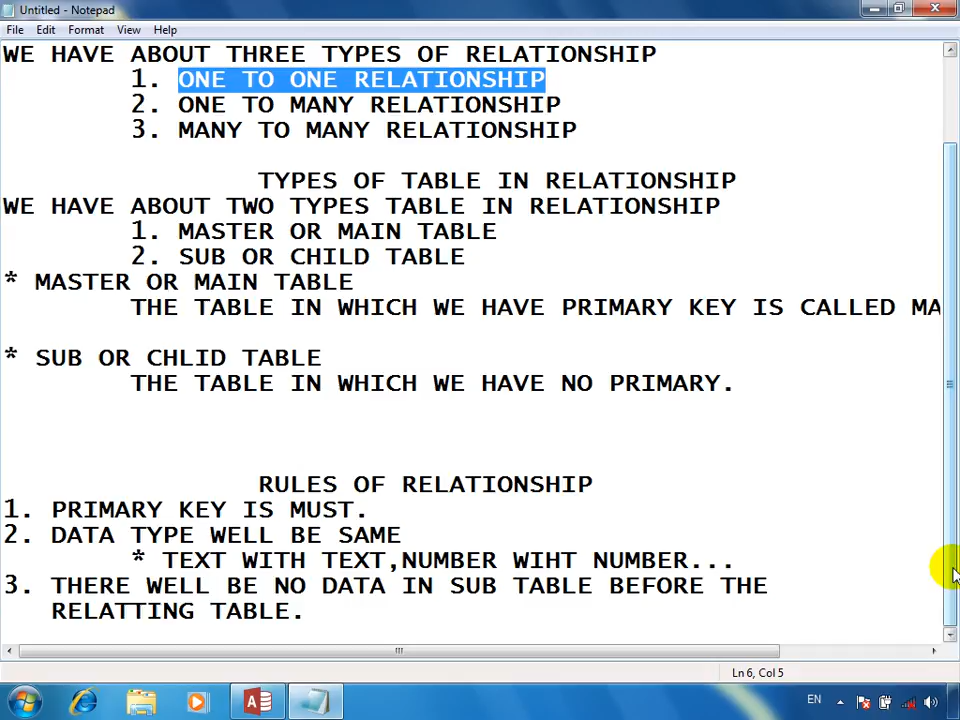 Untitled - Notepad
File Edit Format View Help
WE HAVE ABOUT THREE TYPES OF RELATIONSHIP
1. ONE TO ONE RELATIONSHIP
2. ONE TO MANY RELATIONSHIP
3. MANY TO MANY RELATIONSHIP
TYPES OF TABLE IN RELATIONSHIP
WE HAVE ABOUT TWO TYPES TABLE IN RELATIONSHIP
1. MASTER OR MAIN TABLE
2. SUB OR CHILD TABLE
* MASTER OR MAIN TABLE
THE TABLE IN WHICH WE HAVE PRIMARY KEY IS CALLED MA
* SUB OR CHLID TABLE
THE TABLE IN WHICH WE HAVE NO PRIMARY.
RULES OF RELATIONSHIP
1. PRIMARY KEY IS MUST.
2. DATA TYPE WELL BE SAME
* TEXT WITH TEXT,NUMBER WIHT NUMBER...
3. THERE WELL BE NO DATA IN SUB TABLE BEFORE THE
RELATTING TABLE.
Ln 6, Col 5
EN